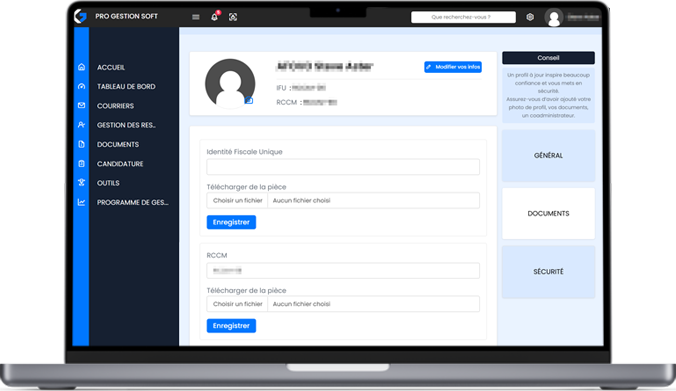 PRO GESTION SOFT
Que recherchez-vous ?
ACCUEIL
TABLEAU DE BORD
COURRIERS
GESTION DES RES...
DOCUMENTS
CANDIDATURE
OUTILS
PROGRAMME DE GES...
Modifier vos infos
IFU :
RCCM :
Identité Fiscale Unique
Télécharger de la pièce
Choisir un fichier Aucun fichier choisi
Enregistrer
RCCM
Télécharger de la pièce
Choisir un fichier Aucun fichier choisi
Enregistrer
Conseil
Un profil à jour inspire beaucoup
confiance et vous mets en
sécurité.
Assurez-vous d'avoir ajouté votre
photo de profil, vos documents,
un coadministrateur.
GÉNÉRAL
DOCUMENTS
SÉCURITÉ